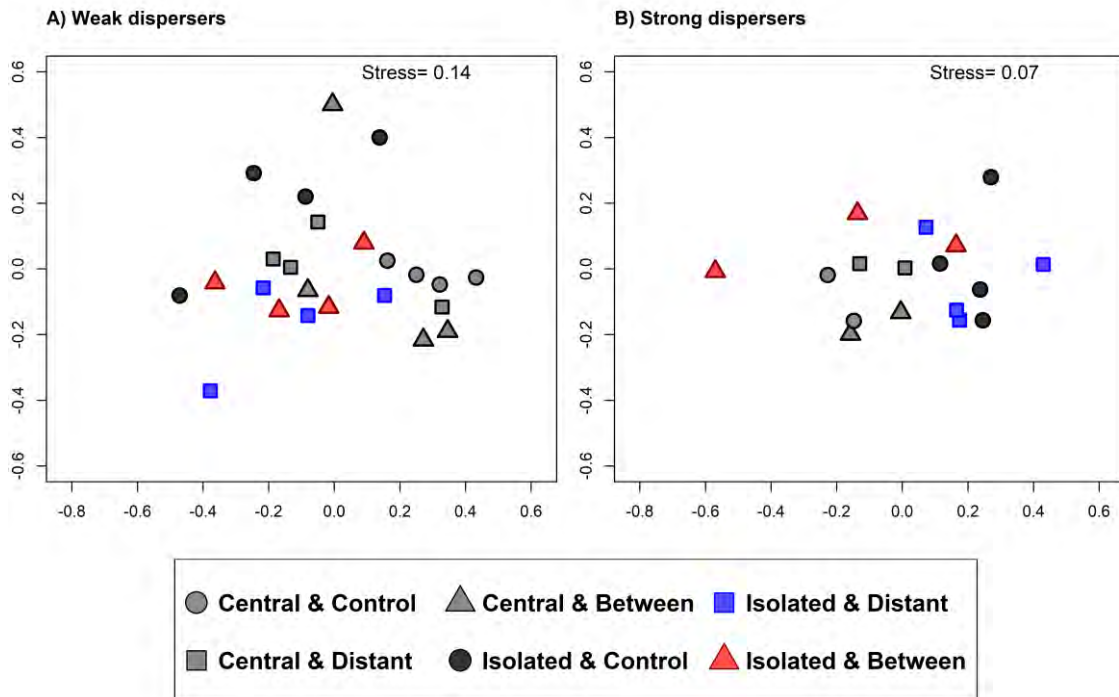 A) Weak dispersers
B) Strong dispersers
Stress= 0.14
Stress= 0.07
0.6
0.4
0.2
0.0
-0.2
-0.4
-0.6
0.6
0.4
0.2
0.0
-0.2
-0.4
-0.6
-0.8 -0.6 -0.4 -0.2 0.0 0.2 0.4 0.6
-0.8 -0.6 -0.4 -0.2 0.0 0.2 0.4 0.6
Central & Control Central & Between Isolated & Distant
Central & Distant Isolated & Control Isolated & Between